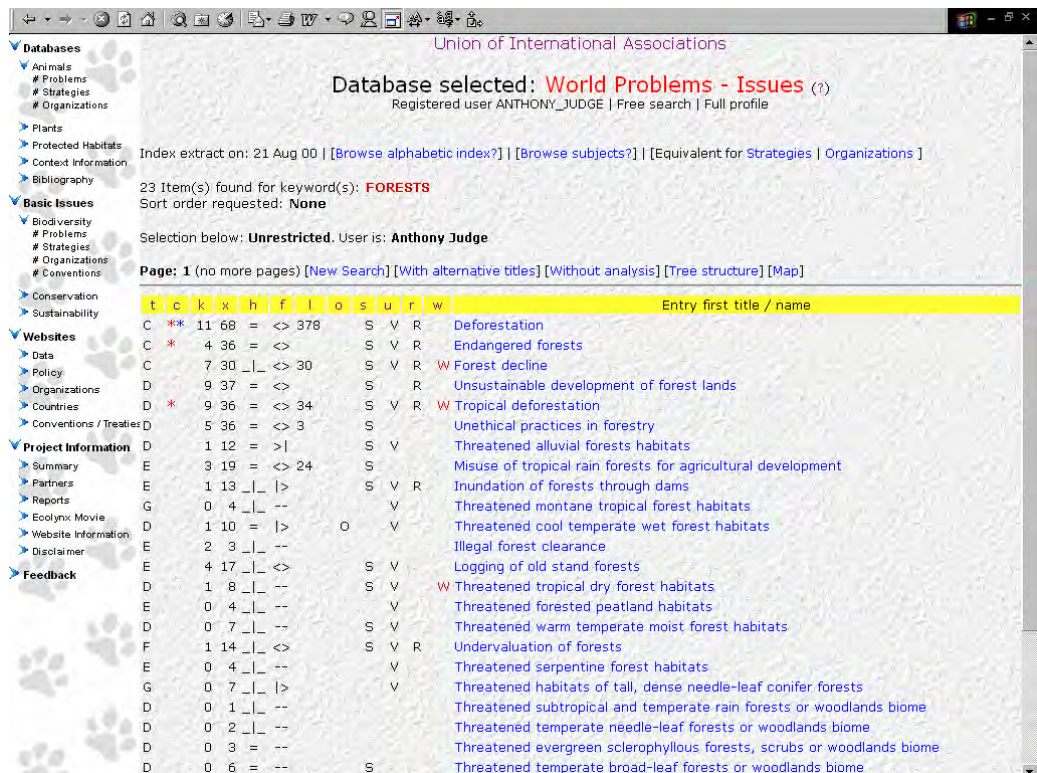 Databases
Animals
# Problems
# Strategies
# Organizations
Plants
Protected Habitats
Context Information
Bibliography
Basic Issues
Biodiversity
# Problems
# Strategies
# Organizations
# Conventions
Conservation
Sustainability
Websites
Data
Policy
Organizations
Countries
Conventions / Treaties
Project Information
Summary
Partners
Reports
Ecolynx Movie
Website Information
Disclaimer
Feedback
Union of International Associations
Database selected: World Problems - Issues (?)
Registered user ANTHONY_JUDGE | Free search | Full profile
Index extract on: 21 Aug 00 | [Browse alphabetic index?] | [Browse subjects?] | [Equivalent for Strategies | Organizations ]
23 Item(s) found for keyword(s): FORESTS
Sort order requested: None
Selection below: Unrestricted. User is: Anthony Judge
Page: 1 (no more pages) [New Search] [With alternative titles] [Without analysis] [Tree structure] [Map]
t c k x h f l o s u r w Entry first title / name
C ** 11 68 = <> 378 S V R Deforestation
C * 4 36 = <> S V R Endangered forests
C 7 30 _|_ <> 30 S V R W Forest decline
D 9 37 = <> S R Unsustainable development of forest lands
D * 9 36 = <> 34 S V R W Tropical deforestation
D 5 36 = <> 3 S Unethical practices in forestry
D 1 12 = >| S V Threatened alluvial forests habitats
E 3 19 = <> 24 S Misuse of tropical rain forests for agricultural development
E 1 13 _|_ |> S V R Inundation of forests through dams
G 0 4 _|_ -- V Threatened montane tropical forest habitats
D 1 10 = |> O V Threatened cool temperate wet forest habitats
E 2 3 _|_ -- Illegal forest clearance
E 4 17 _|_ <> S V Logging of old stand forests
D 1 8 _|_ -- S V W Threatened tropical dry forest habitats
E 0 4 _|_ -- V Threatened forested peatland habitats
D 0 7 _|_ -- S V Threatened warm temperate moist forest habitats
F 1 14 _|_ <> S V R Undervaluation of forests
E 0 4 _|_ -- V Threatened serpentine forest habitats
G 0 7 _|_ |> V Threatened habitats of tall, dense needle-leaf conifer forests
D 0 1 _|_ -- Threatened subtropical and temperate rain forests or woodlands biome
D 0 2 _|_ -- Threatened temperate needle-leaf forests or woodlands biome
D 0 3 = -- Threatened evergreen sclerophyllous forests, scrubs or woodlands biome
D 0 6 = -- S Threatened temperate broad-leaf forests or woodlands biome